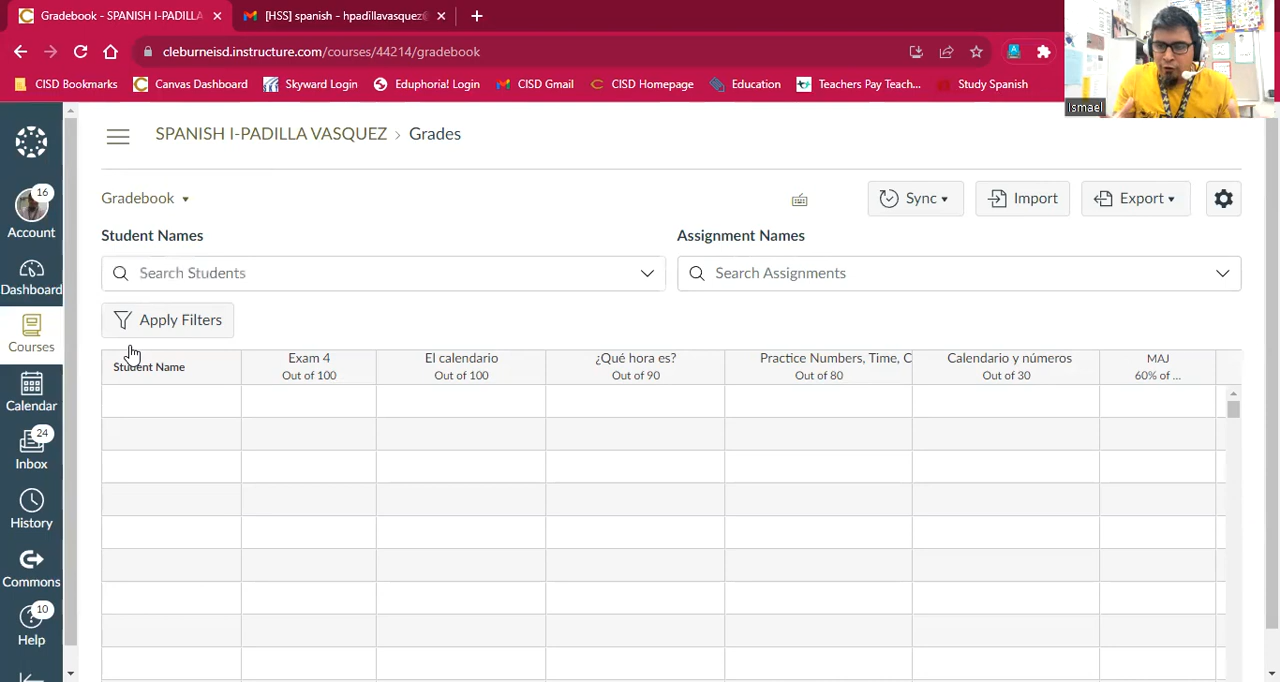 Gradebook - SPANISH I-PADILLA
[HSS] spanish - hpadillavasquez@
cleburneisd.instructure.com/courses/44214/gradebook
CISD Bookmarks Canvas Dashboard Skyward Login Eduphoria! Login CISD Gmail CISD Homepage Education Teachers Pay Teach... Study Spanish
Ismael
SPANISH I-PADILLA VASQUEZ > Grades
16
Account
Dashboard
Courses
Calendar
24
Inbox
History
Commons
10
Help
Gradebook
Sync Import Export
Student Names Assignment Names
Search Students Search Assignments
Apply Filters
Student Name
Exam 4
Out of 100
El calendario
Out of 100
¿Qué hora es?
Out of 90
Practice Numbers, Time, C
Out of 80
Calendario y números
Out of 30
MAJ
60% of ...